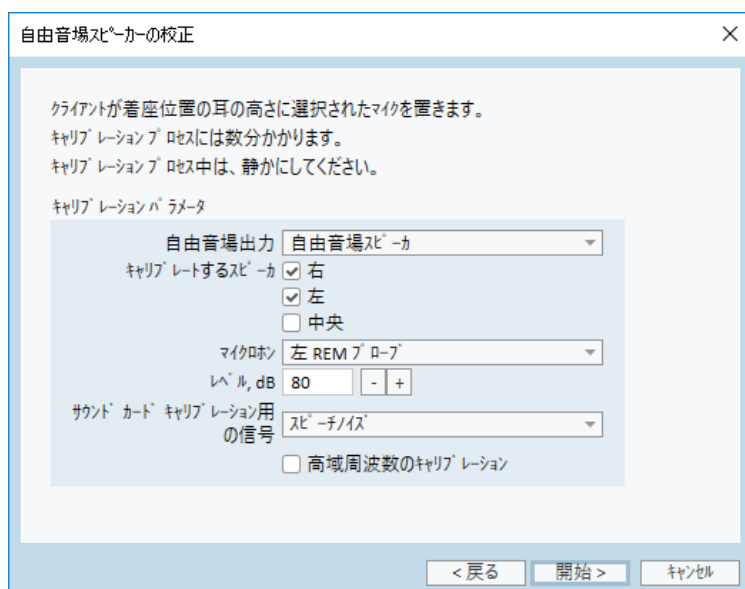 自由音場スピーカーの校正
クライアントが着座位置の耳の高さに選択されたマイクを置きます。
キャリブレーション プロセスには数分かかります。
キャリブレーション プロセス中は、静かにしてください。
キャリブレーション パラメータ
自由音場出力 自由音場スピーカ
キャリブレートするスピーカ 右
左
中央
マイクロホン 左 REM プローブ
レベル, dB 80 - +
サウンド カード キャリブレーション用
の信号 スピーチノイズ
高域周波数のキャリブレーション
< 戻る 開始 > キャンセル